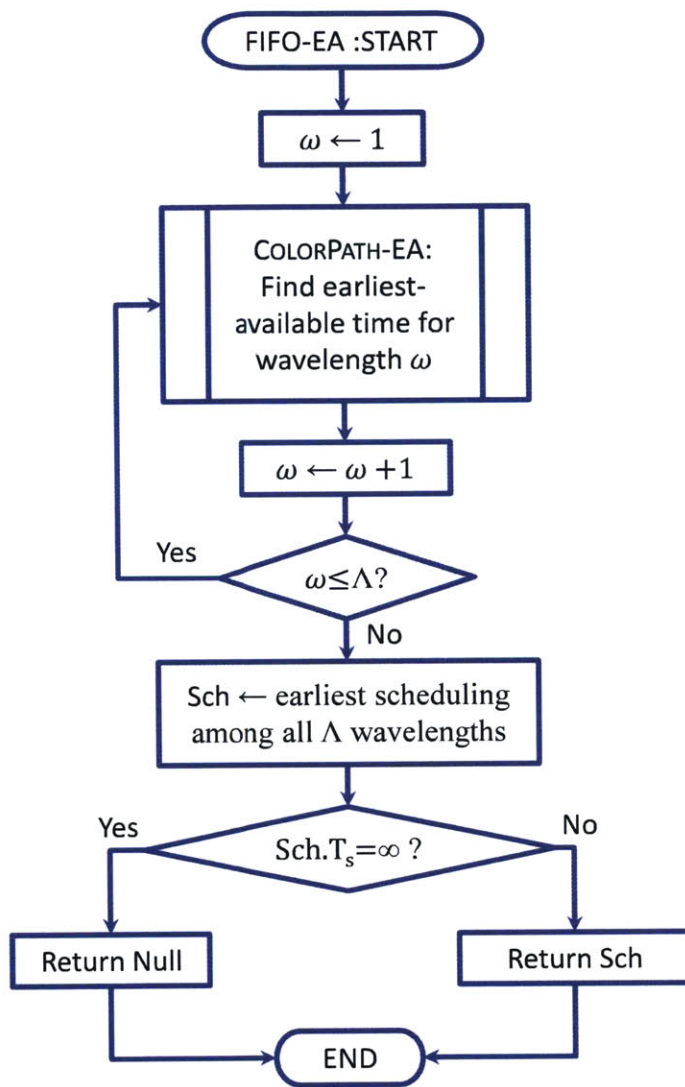 FIFO-EA :START
ω ← 1
COLORPATH-EA:
Find earliest-
available time for
wavelength ω
ω ← ω +1
Yes
ω≤Λ?
No
Sch ← earliest scheduling
among all Λ wavelengths
Yes
No
Sch.Tₛ=∞ ?
Return Null
Return Sch
END